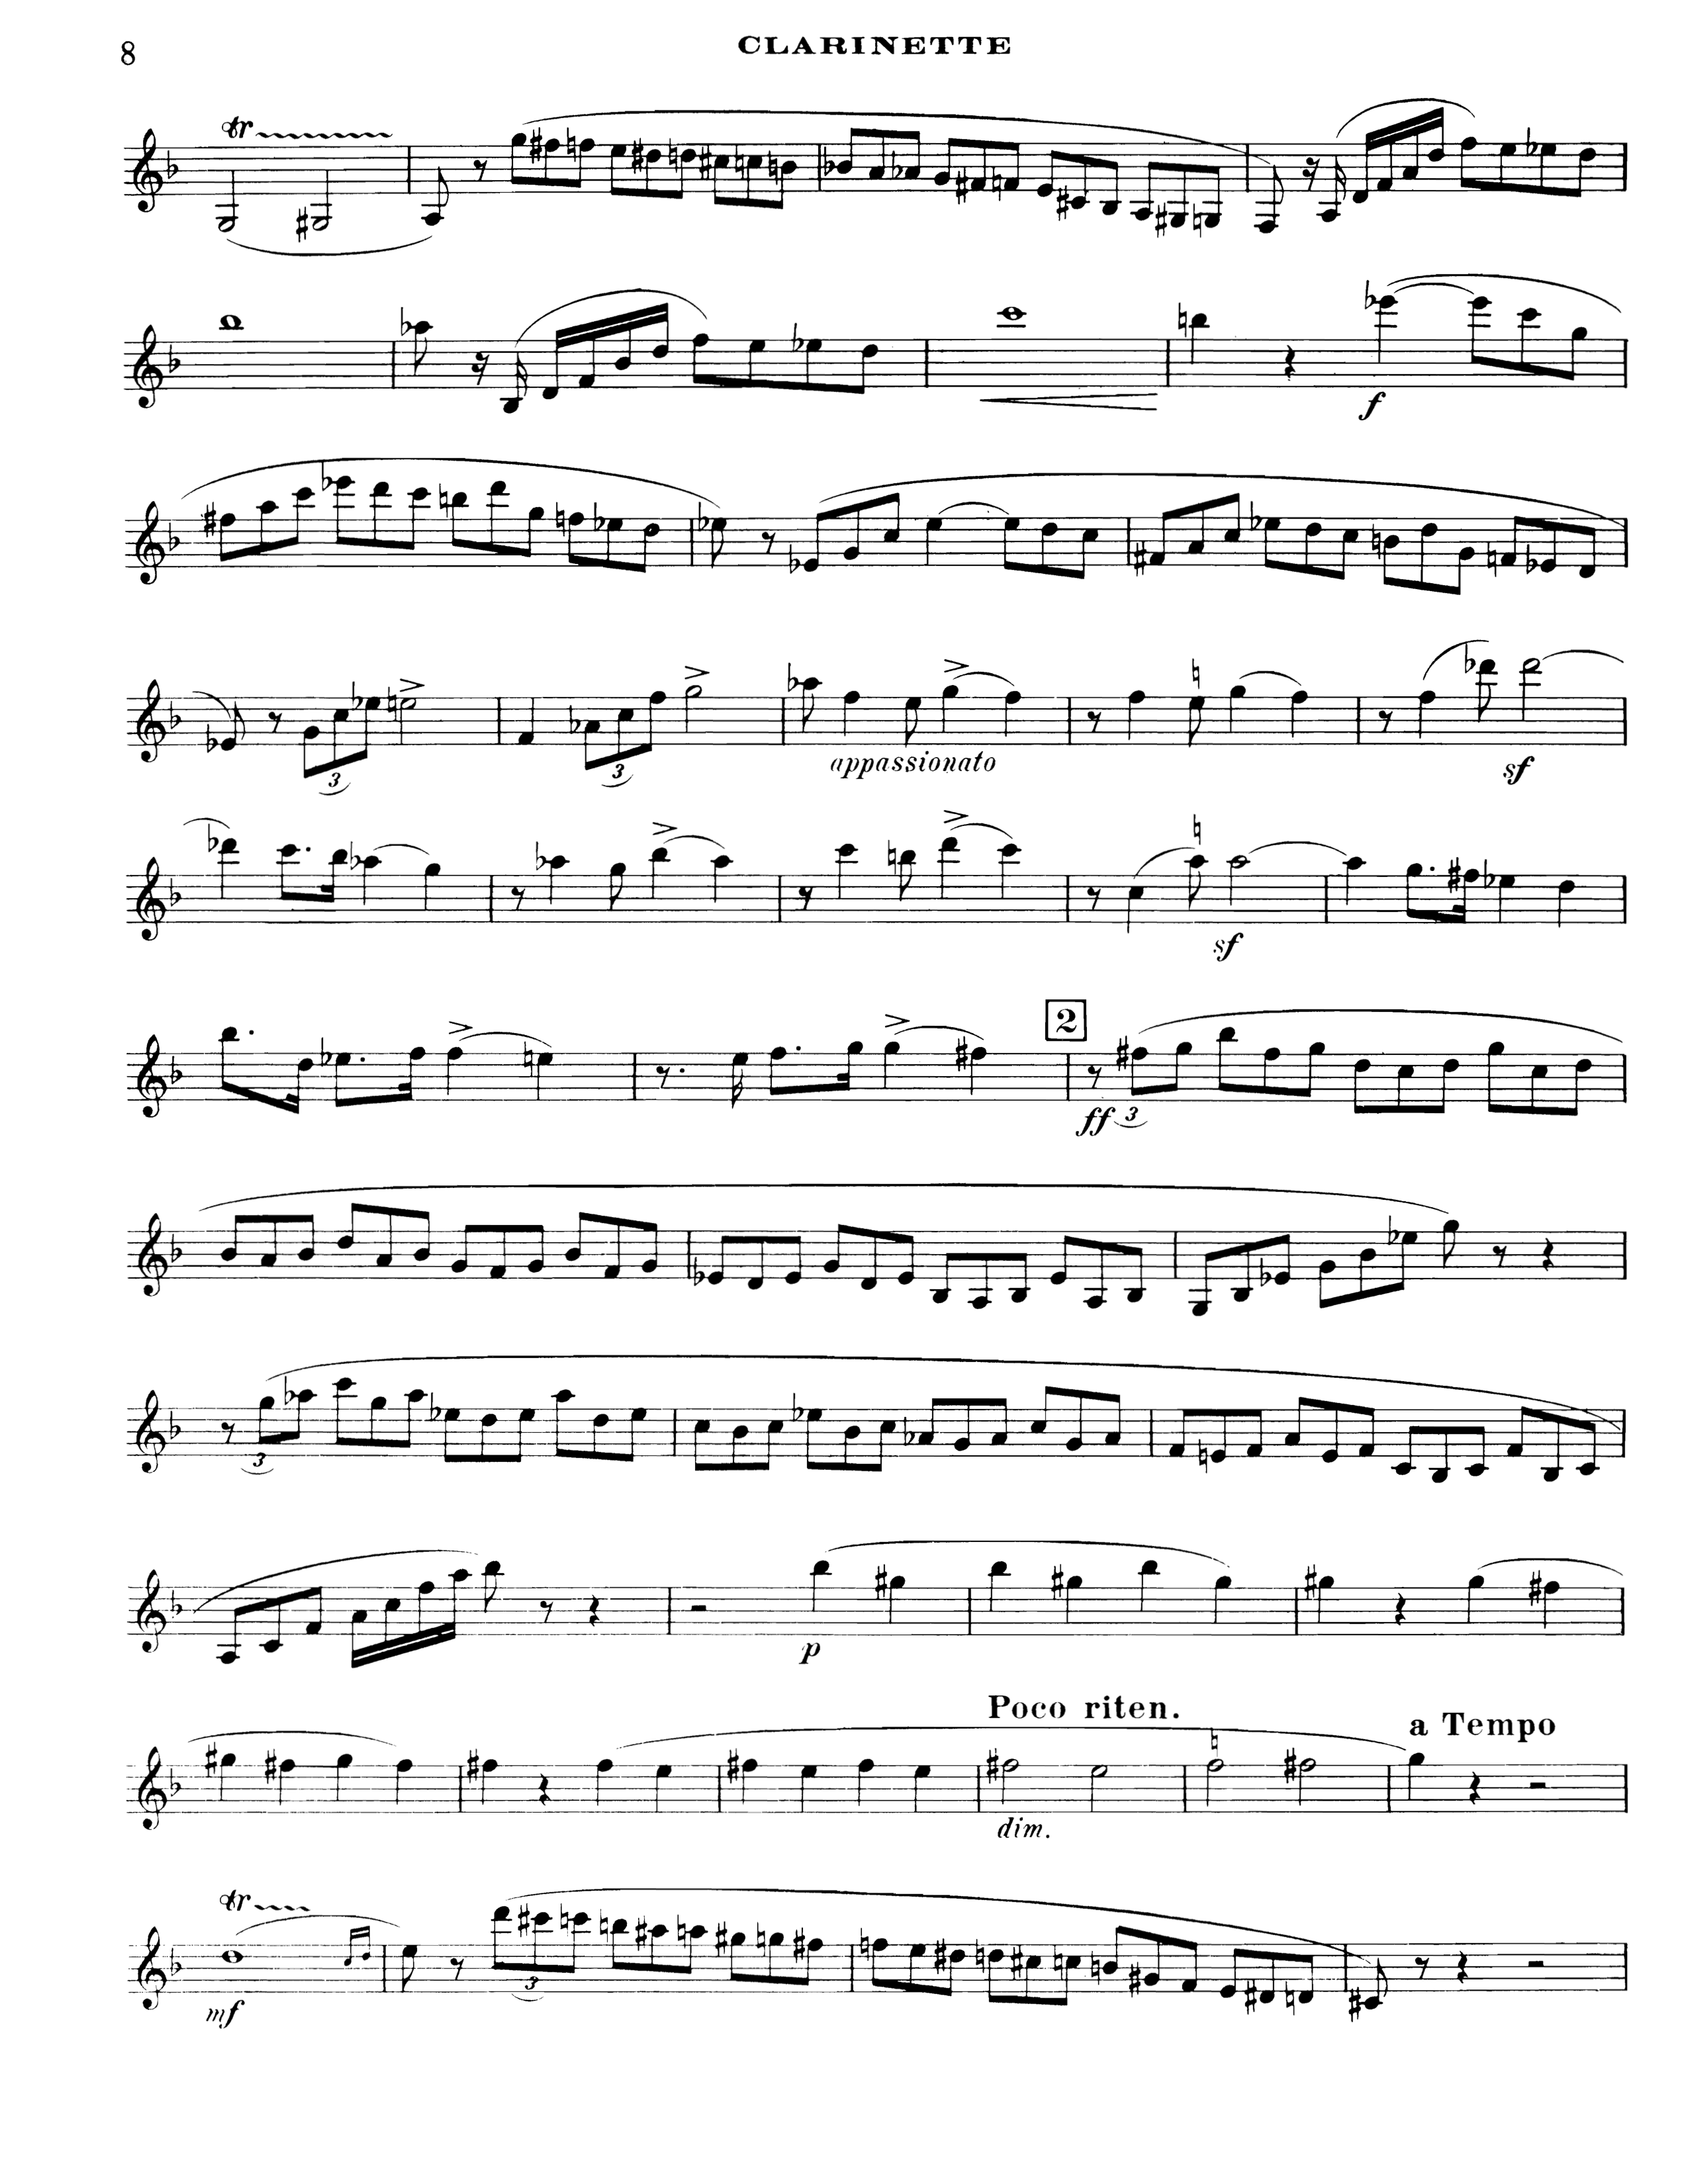 8
CLARINETTE
tr
f
3
3
appassionato
sf
sf
2
ff 3
3
p
Poco riten.
a Tempo
dim.
tr
mf
3